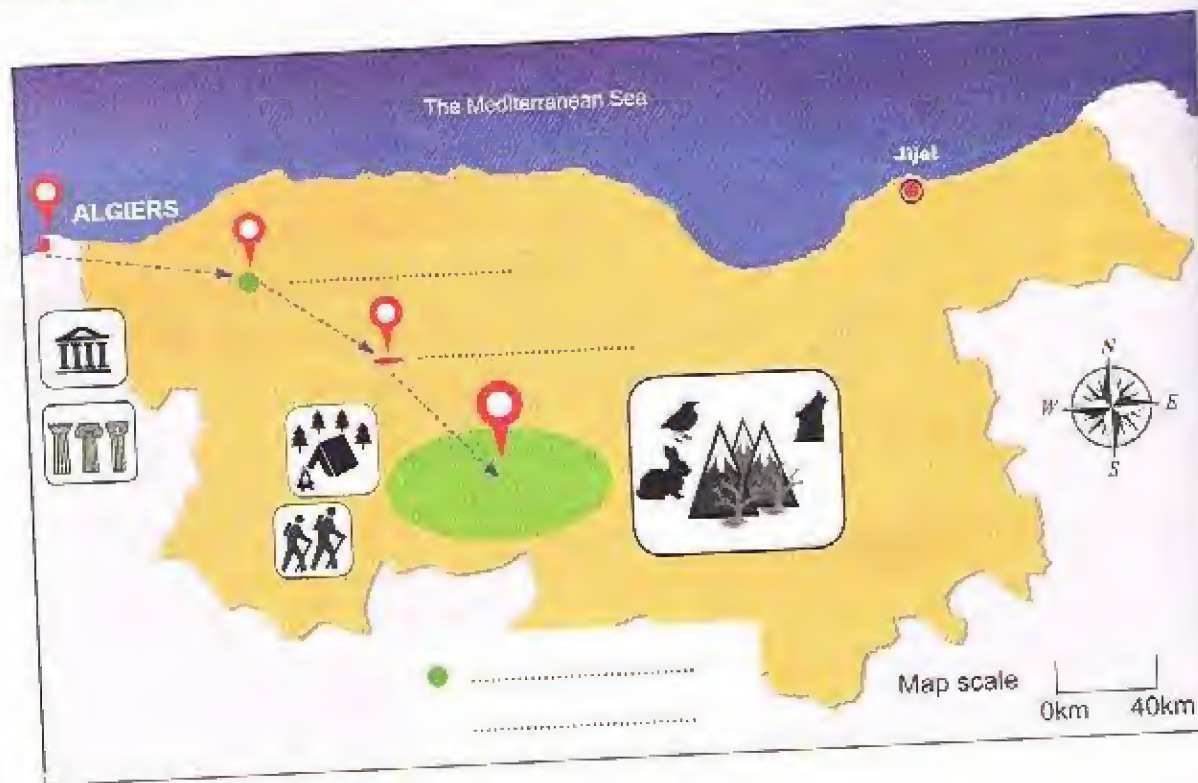 The Mediterranean Sea
Jijel
ALGIERS
N
W
E
S
Map scale
0km 40km